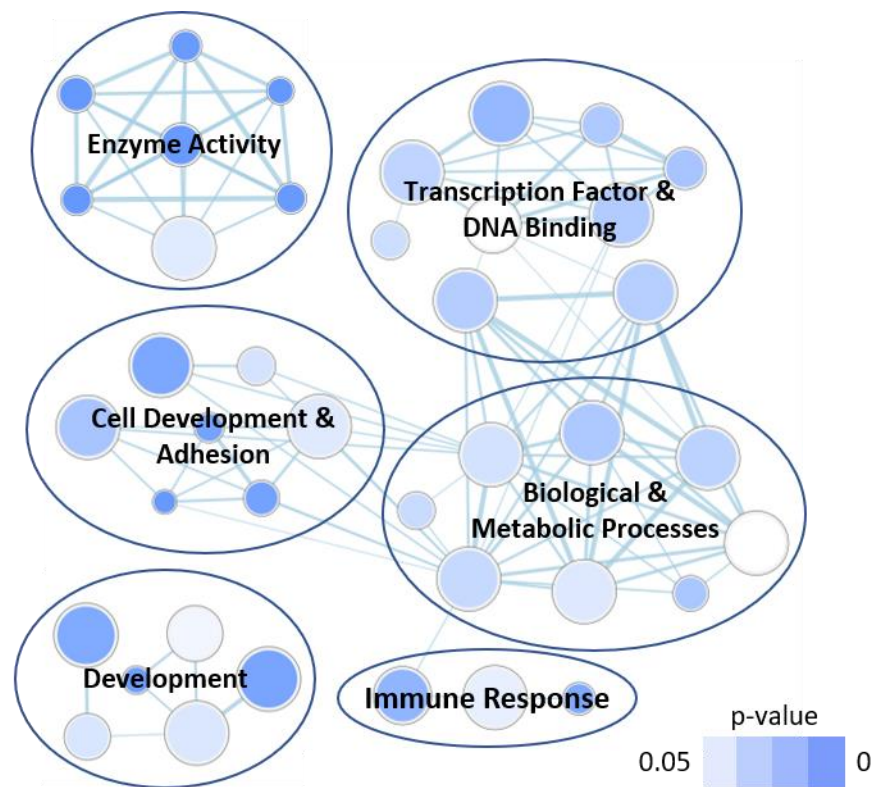 Enzyme Activity
Transcription Factor &
DNA Binding
Cell Development &
Adhesion
Biological &
Metabolic Processes
Development
Immune Response
p-value
0.05
0